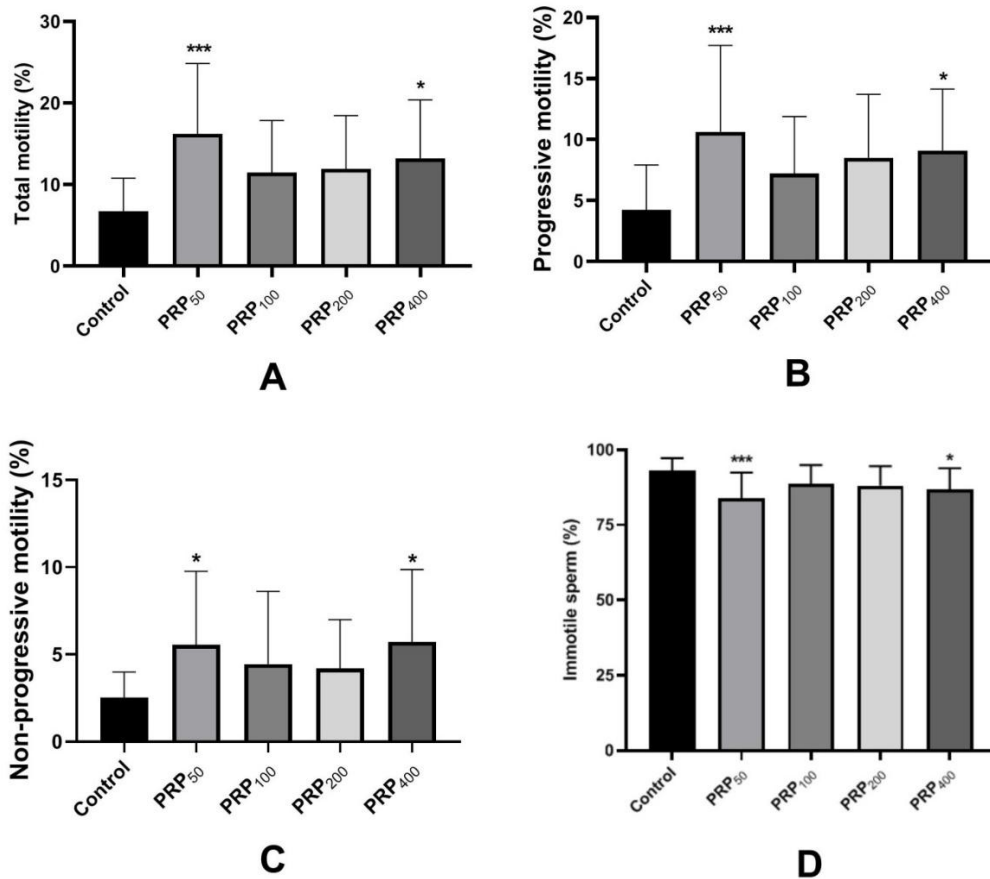 Total motility (%)
30
20
10
0
***
*
Control
PRP₅₀
PRP₁₀₀
PRP₂₀₀
PRP₄₀₀
A
Progressive motility (%)
20
15
10
5
0
***
*
Control
PRP₅₀
PRP₁₀₀
PRP₂₀₀
PRP₄₀₀
B
Non-progressive motility (%)
15
10
5
0
*
*
Control
PRP₅₀
PRP₁₀₀
PRP₂₀₀
PRP₄₀₀
C
Immotile sperm (%)
100
75
50
25
0
***
*
Control
PRP₅₀
PRP₁₀₀
PRP₂₀₀
PRP₄₀₀
D